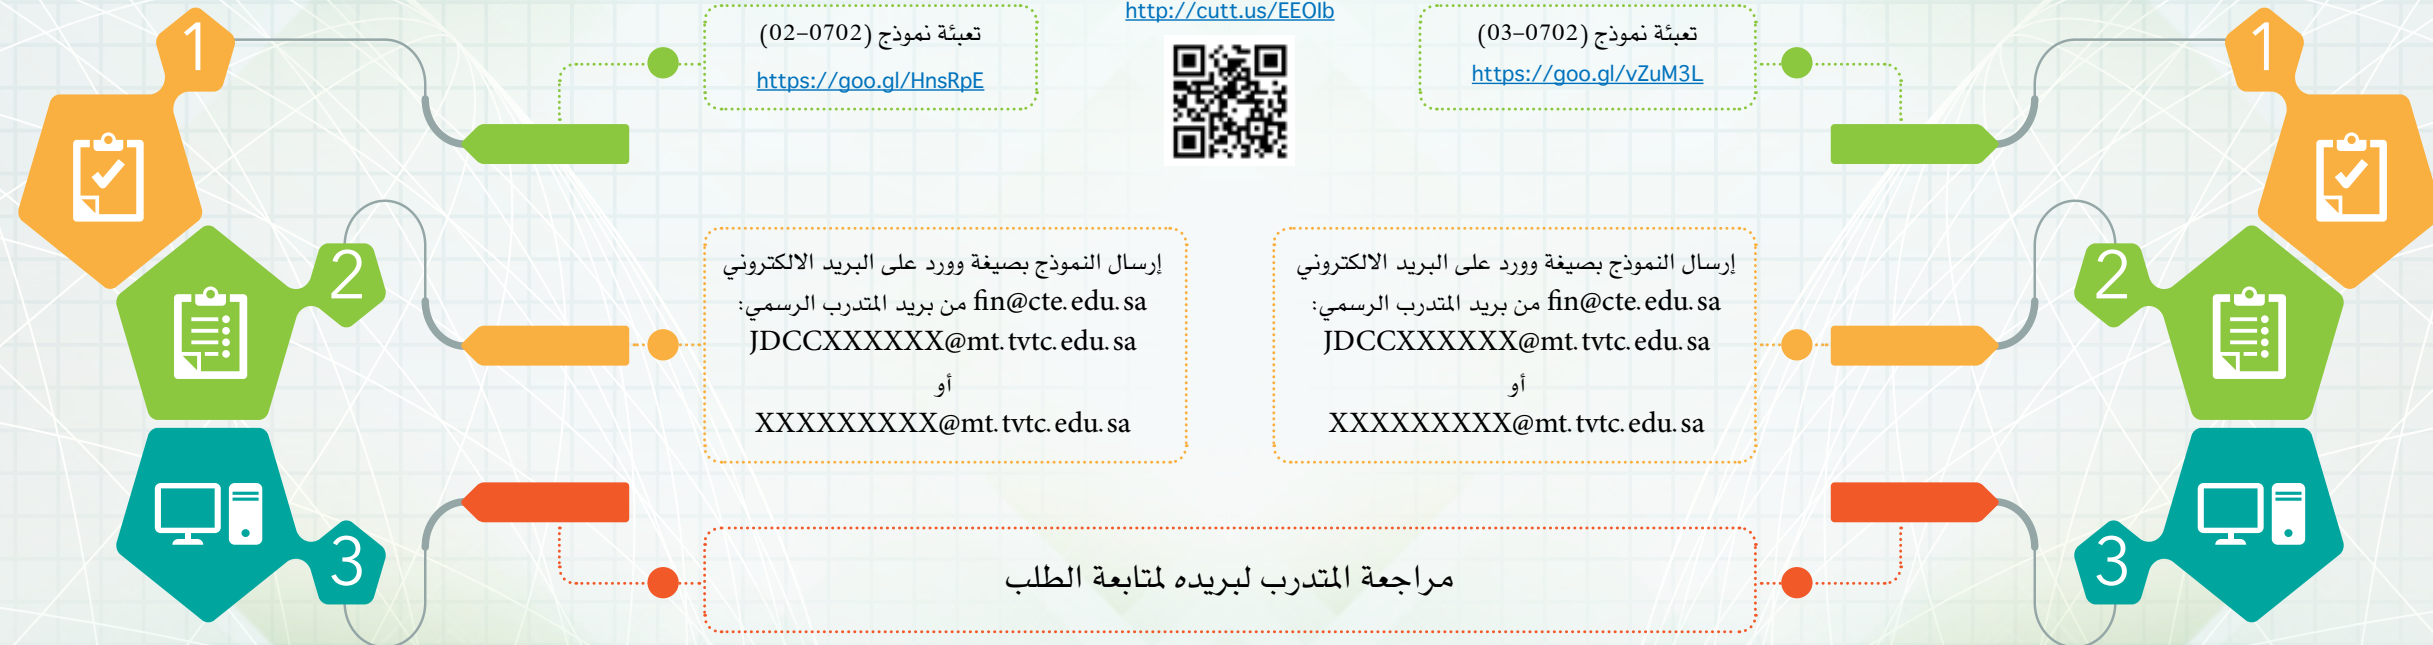 http://cutt.us/EEOIb
1
تعبئة نموذج (0702-03)
https://goo.gl/vZuM3L
2
إرسال النموذج بصيغة وورد على البريد الالكتروني
fin@cte.edu.sa من بريد المتدرب الرسمي:
JDCCXXXXXX@mt.tvtc.edu.sa
أو
XXXXXXXXX@mt.tvtc.edu.sa
1
تعبئة نموذج (0702-02)
https://goo.gl/HnsRpE
2
إرسال النموذج بصيغة وورد على البريد الالكتروني
fin@cte.edu.sa من بريد المتدرب الرسمي:
JDCCXXXXXX@mt.tvtc.edu.sa
أو
XXXXXXXXX@mt.tvtc.edu.sa
3
مراجعة المتدرب لبريده لمتابعة الطلب
3